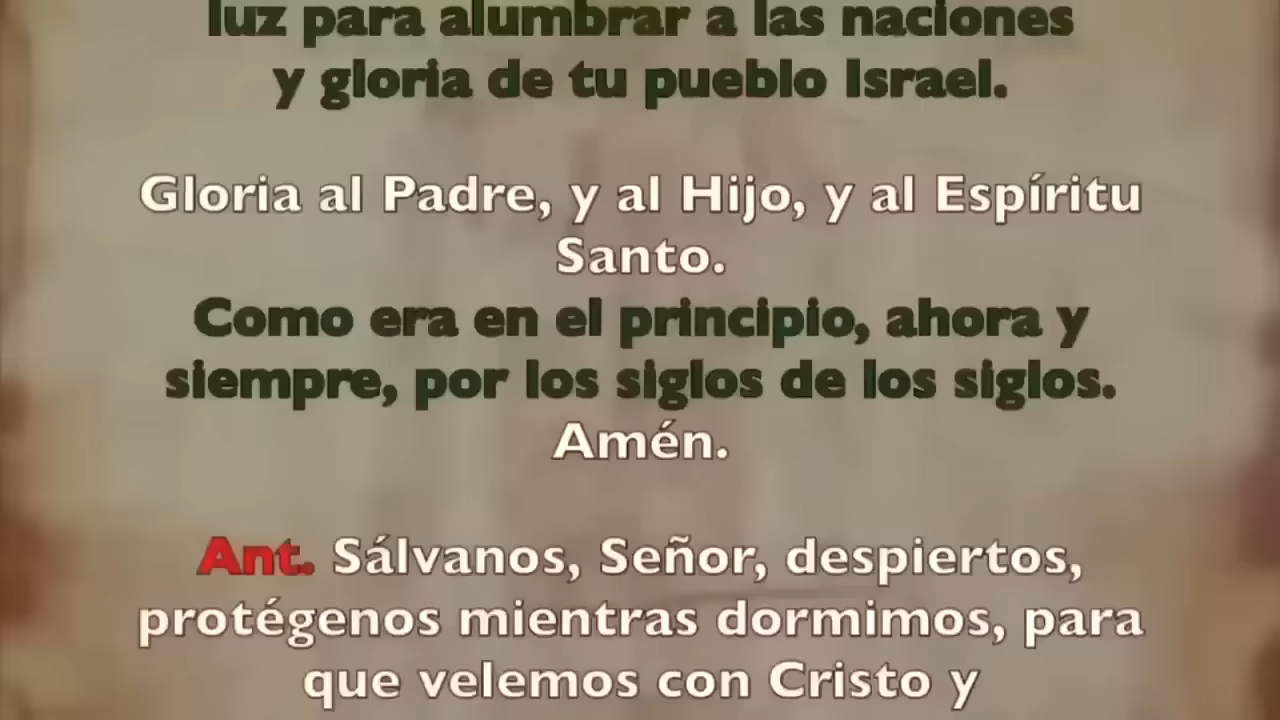 luz para alumbrar a las naciones
y gloria de tu pueblo Israel.
Gloria al Padre, y al Hijo, y al Espíritu
Santo.
Como era en el principio, ahora y
siempre, por los siglos de los siglos.
Amén.
Ant. Sálvanos, Señor, despiertos,
protégenos mientras dormimos, para
que velemos con Cristo y